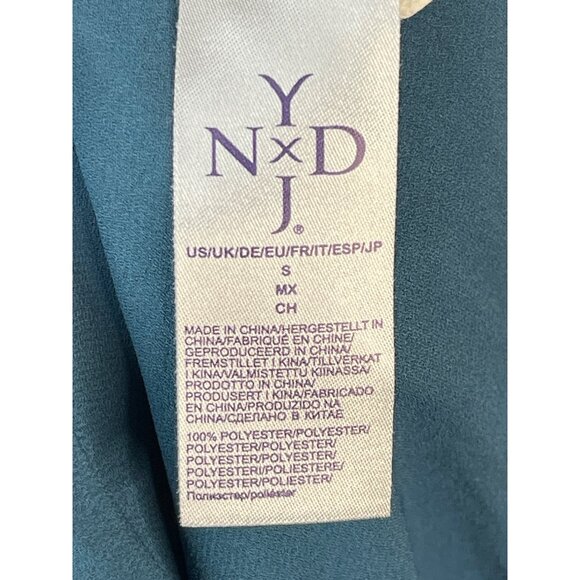 Y
N x D
J®
US/UK/DE/EU/FR/IT/ESP/JP
S
MX
CH
MADE IN CHINA/HERGESTELLT IN
CHINA/FABRIQUÉ EN CHINE/
GEPRODUCEERD IN CHINA/
FREMSTILLET I KINA/TILLVERKAT
I KINA/VALMISTETTU KIINASSA/
PRODOTTO IN CHINA/
PRODUSERT I KINA/FABRICADO
EN CHINA/PRODUZIDO NA
CHINA/СДЕЛАНО В КИТАЕ
100% POLYESTER/POLYESTER/
POLYESTER/POLYESTER/
POLYESTER/POLYESTER/
POLYESTERI/POLIESTERE/
POLYESTER/POLIESTER/
Полиэстер/poliéster